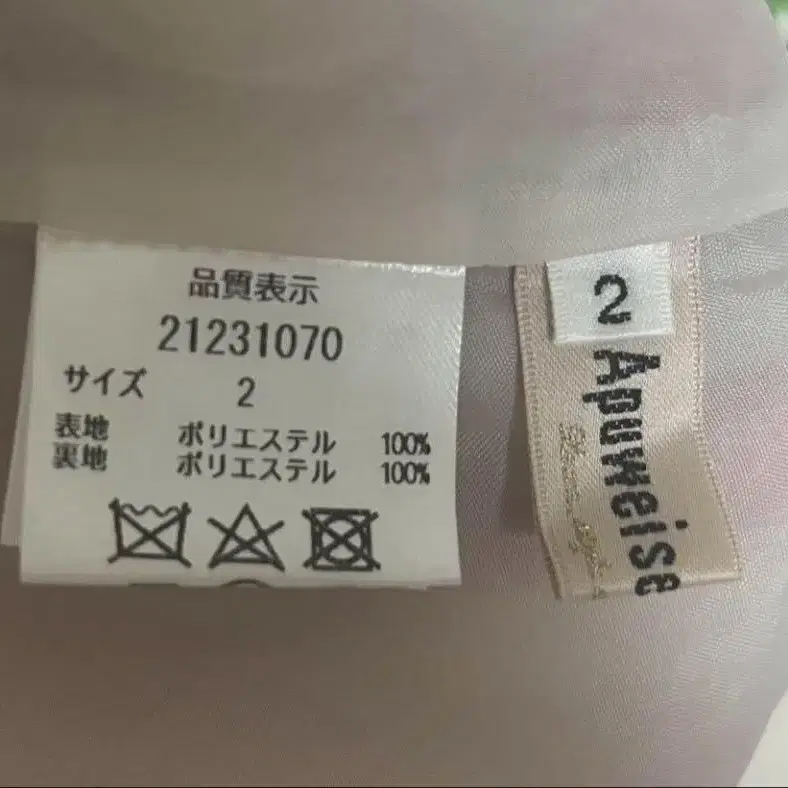 品質表示
21231070
サイズ 2
表地 ポリエステル 100%
裏地 ポリエステル 100%
2
Apuweise